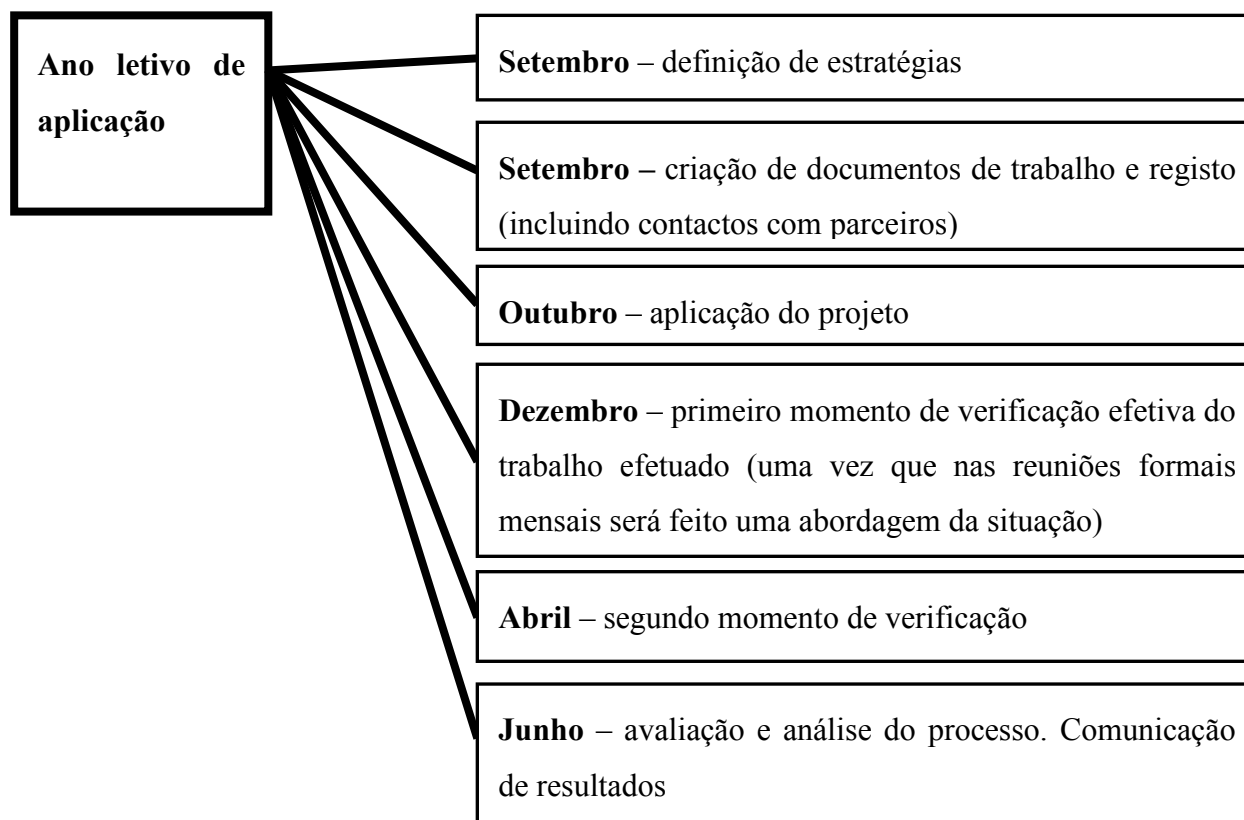 Ano letivo de
aplicação
Setembro – definição de estratégias
Setembro – criação de documentos de trabalho e registo
(incluindo contactos com parceiros)
Outubro – aplicação do projeto
Dezembro – primeiro momento de verificação efetiva do
trabalho efetuado (uma vez que nas reuniões formais
mensais será feito uma abordagem da situação)
Abril – segundo momento de verificação
Junho – avaliação e análise do processo. Comunicação
de resultados